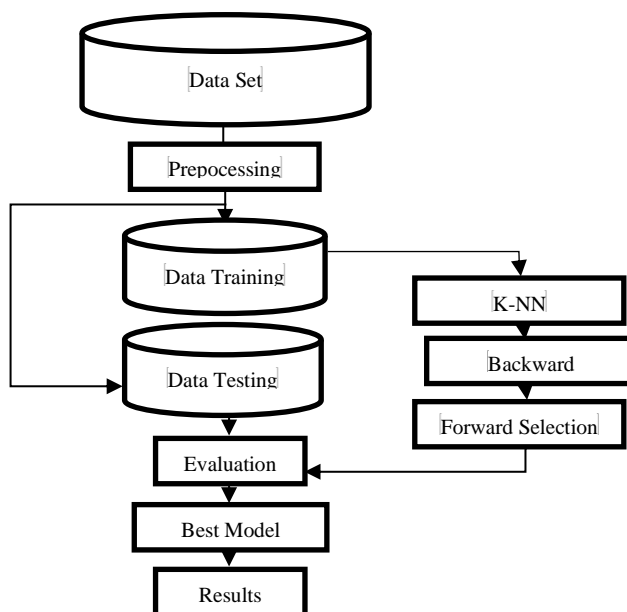 Data Set
Prepocessing
Data Training
K-NN
Backward
Data Testing
Forward Selection
Evaluation
Best Model
Results